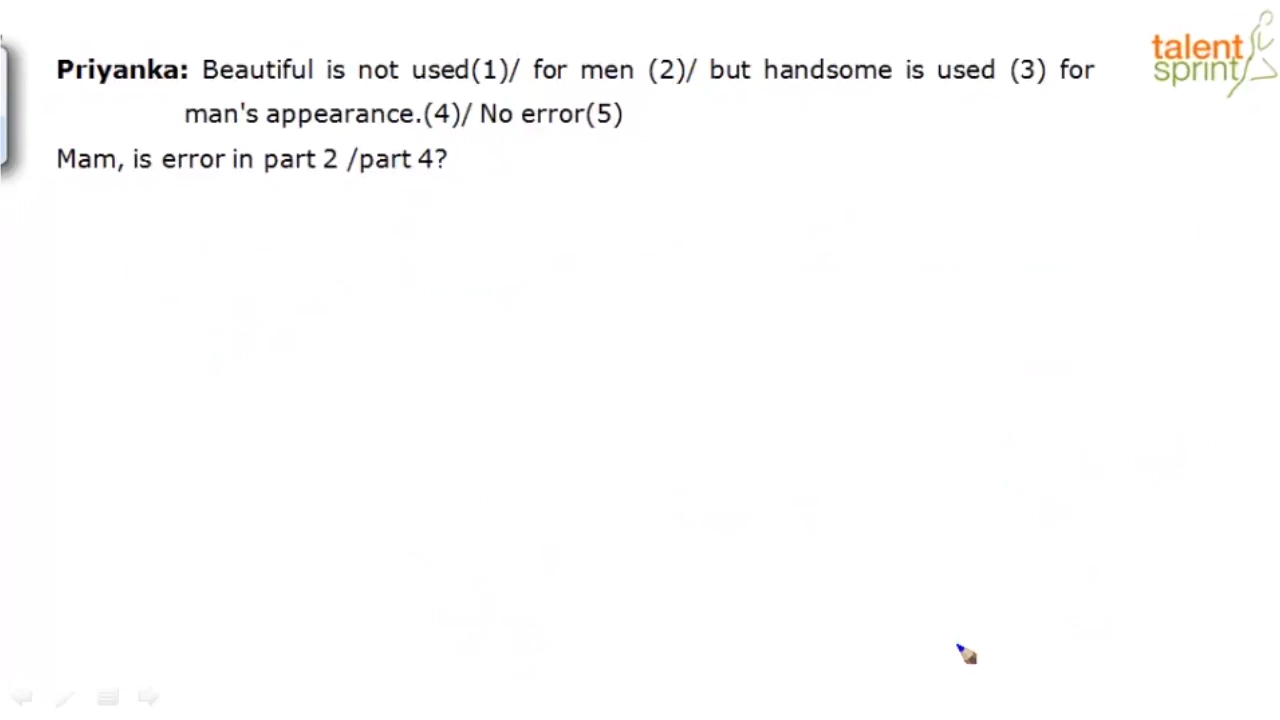 talent
sprint
Priyanka: Beautiful is not used(1)/ for men (2)/ but handsome is used (3) for
man's appearance.(4)/ No error(5)
Mam, is error in part 2 /part 4?